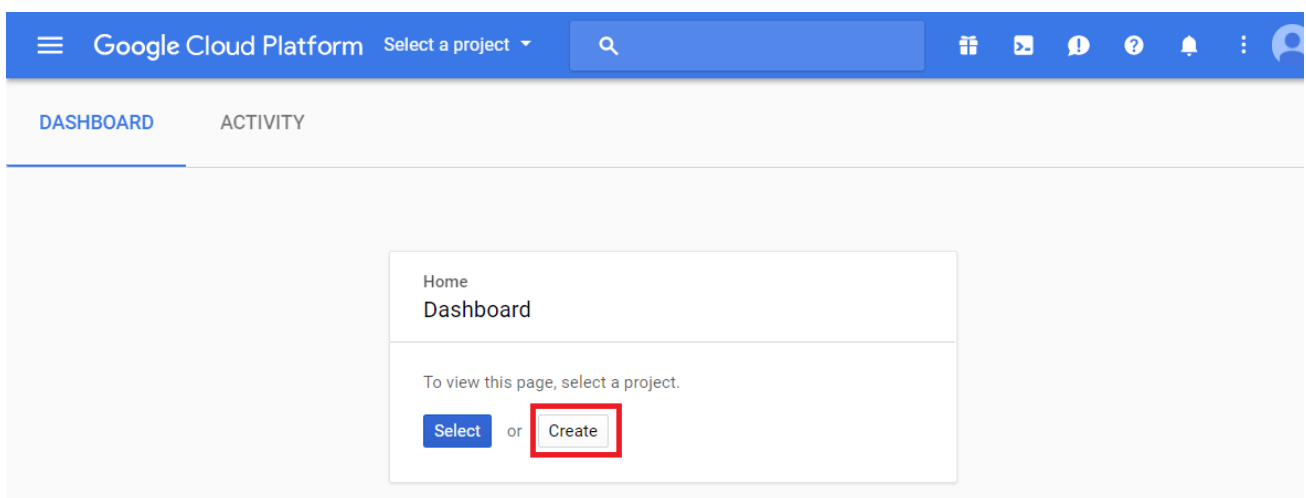 Google Cloud Platform Select a project
DASHBOARD ACTIVITY
Home
Dashboard
To view this page, select a project.
Select or Create